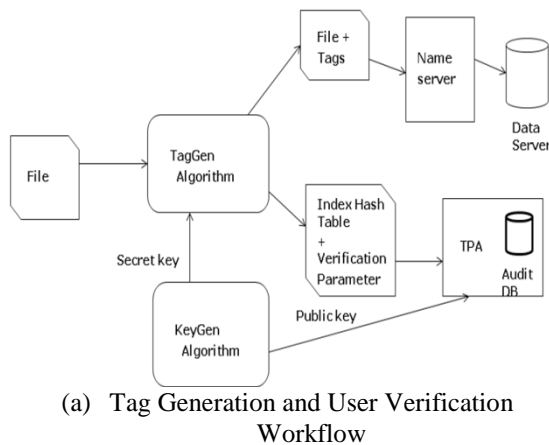 File +
Tags
Name
server
Data
Server
File
TagGen
Algorithm
Index Hash
Table
+
Verification
Parameter
TPA
Audit
DB
Secret key
KeyGen
Algorithm
Public key
(a) Tag Generation and User Verification
Workflow